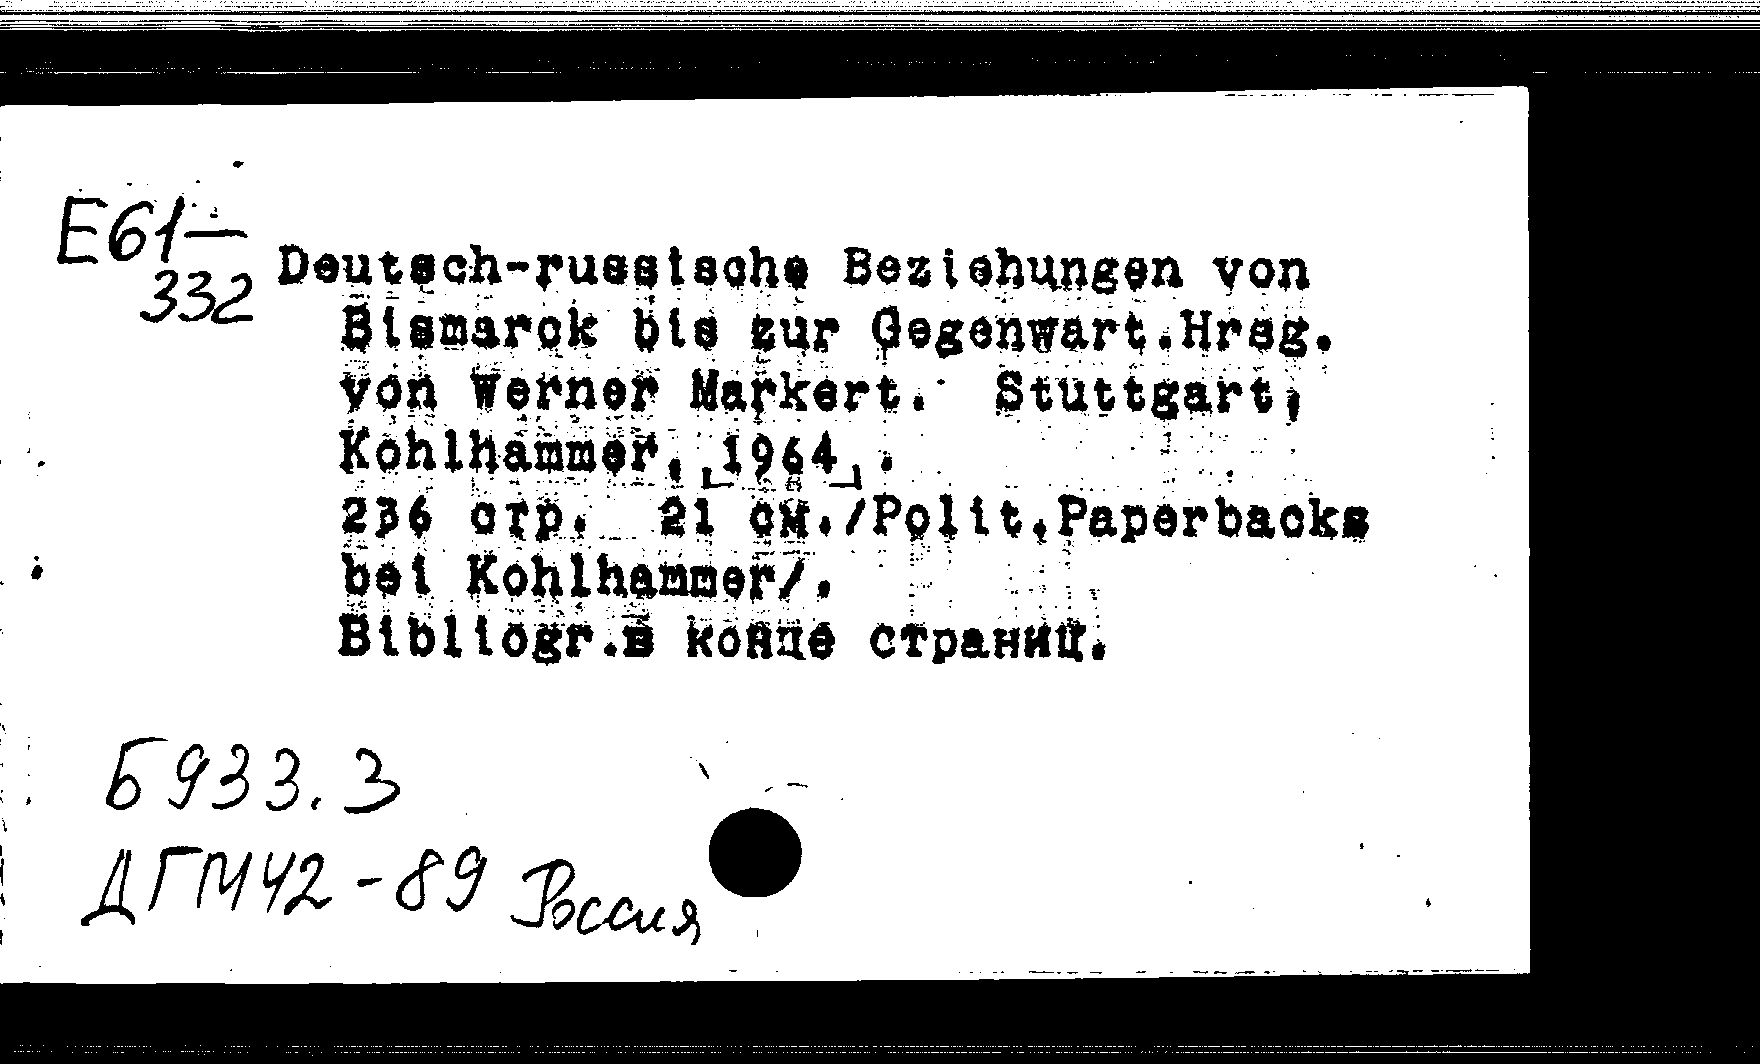 E61-
332
Deutsch-russische Beziehungen von
Bismarck bis zur Gegenwart.Hrsg.
von Werner Markert. Stuttgart,
Kohlhammer, [1964].
236 стр. 21 см./Polit.Paperbacks
bei Kohlhammer/.
Bibliogr.в конце страниц.
Б933.3
ДГМ42-89 Россия